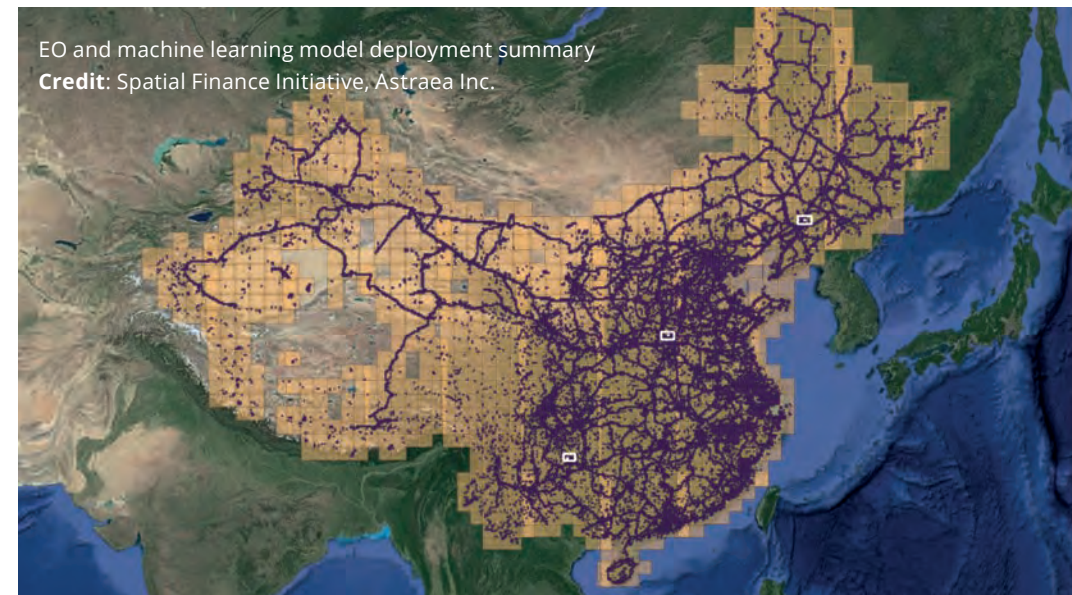 EO and machine learning model deployment summary
Credit: Spatial Finance Initiative, Astraea Inc.